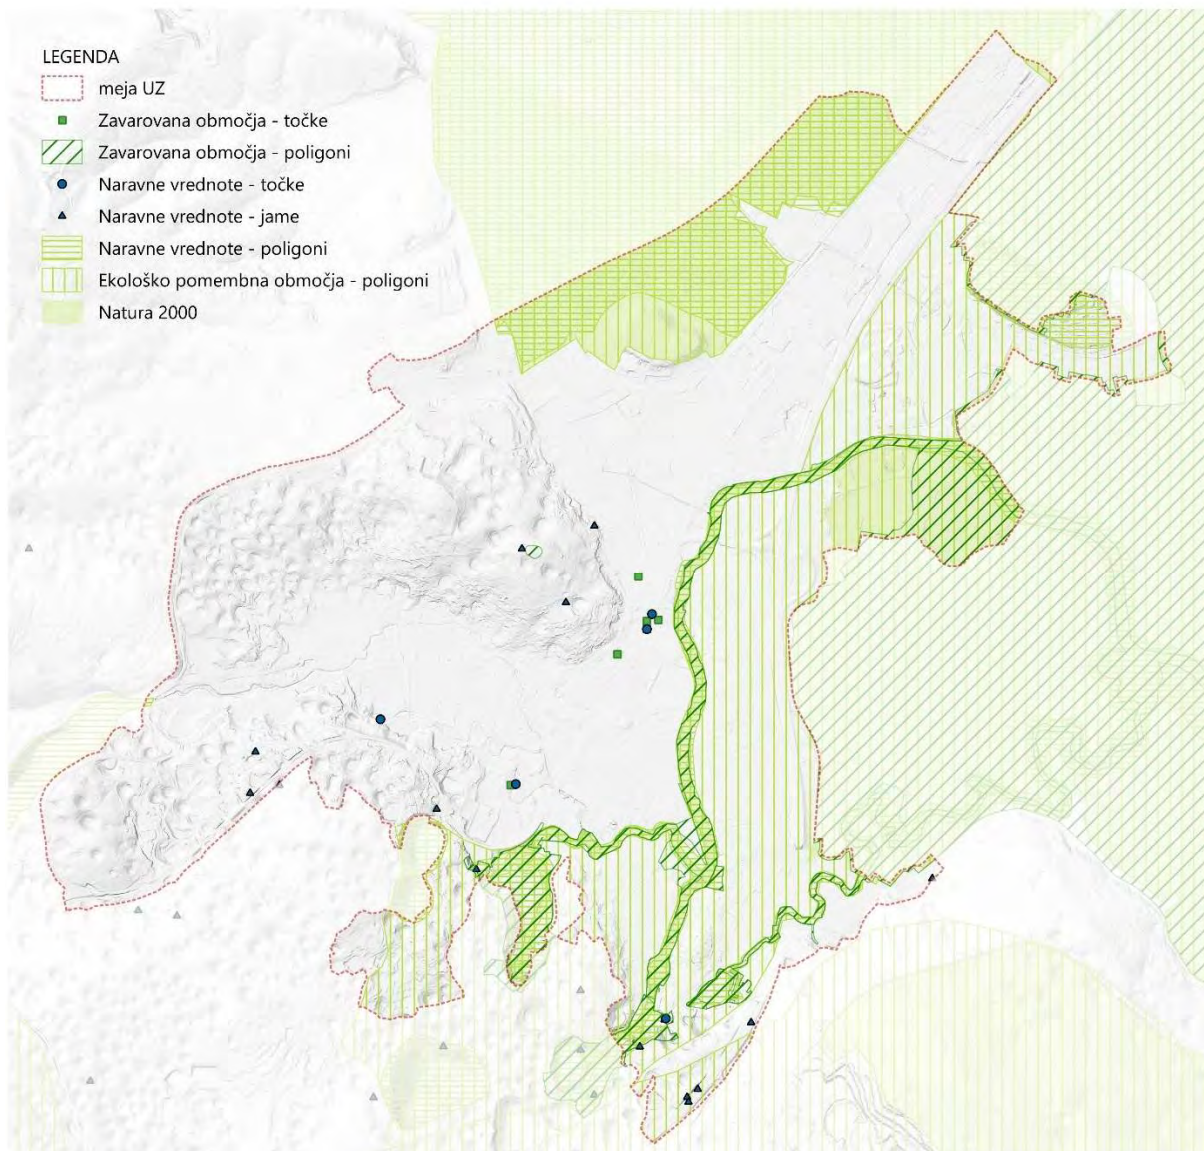 LEGENDA
meja UZ
Zavarovana območja - točke
Zavarovana območja - poligoni
Naravne vrednote - točke
Naravne vrednote - jame
Naravne vrednote - poligoni
Ekološko pomembna območja - poligoni
Natura 2000